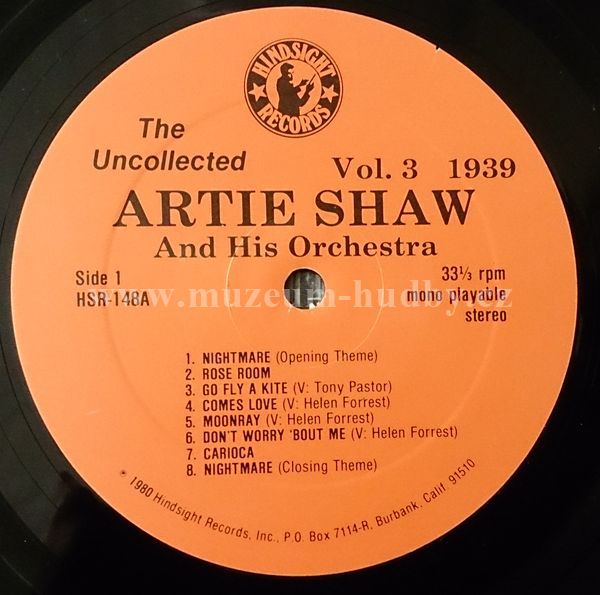 HINDSIGHT
RECORDS
The
Uncollected
Vol. 3 1939
ARTIE SHAW
And His Orchestra
Side 1
HSR-148A
33⅓ rpm
mono playable
stereo
www.muzeum-hudby.cz
1. NIGHTMARE (Opening Theme)
2. ROSE ROOM
3. GO FLY A KITE (V: Tony Pastor)
4. COMES LOVE (V: Helen Forrest)
5. MOONRAY (V: Helen Forrest)
6. DON'T WORRY 'BOUT ME (V: Helen Forrest)
7. CARIOCA
8. NIGHTMARE (Closing Theme)
℗ 1980 Hindsight Records, Inc., P.O. Box 7114-R, Burbank, Calif. 91510